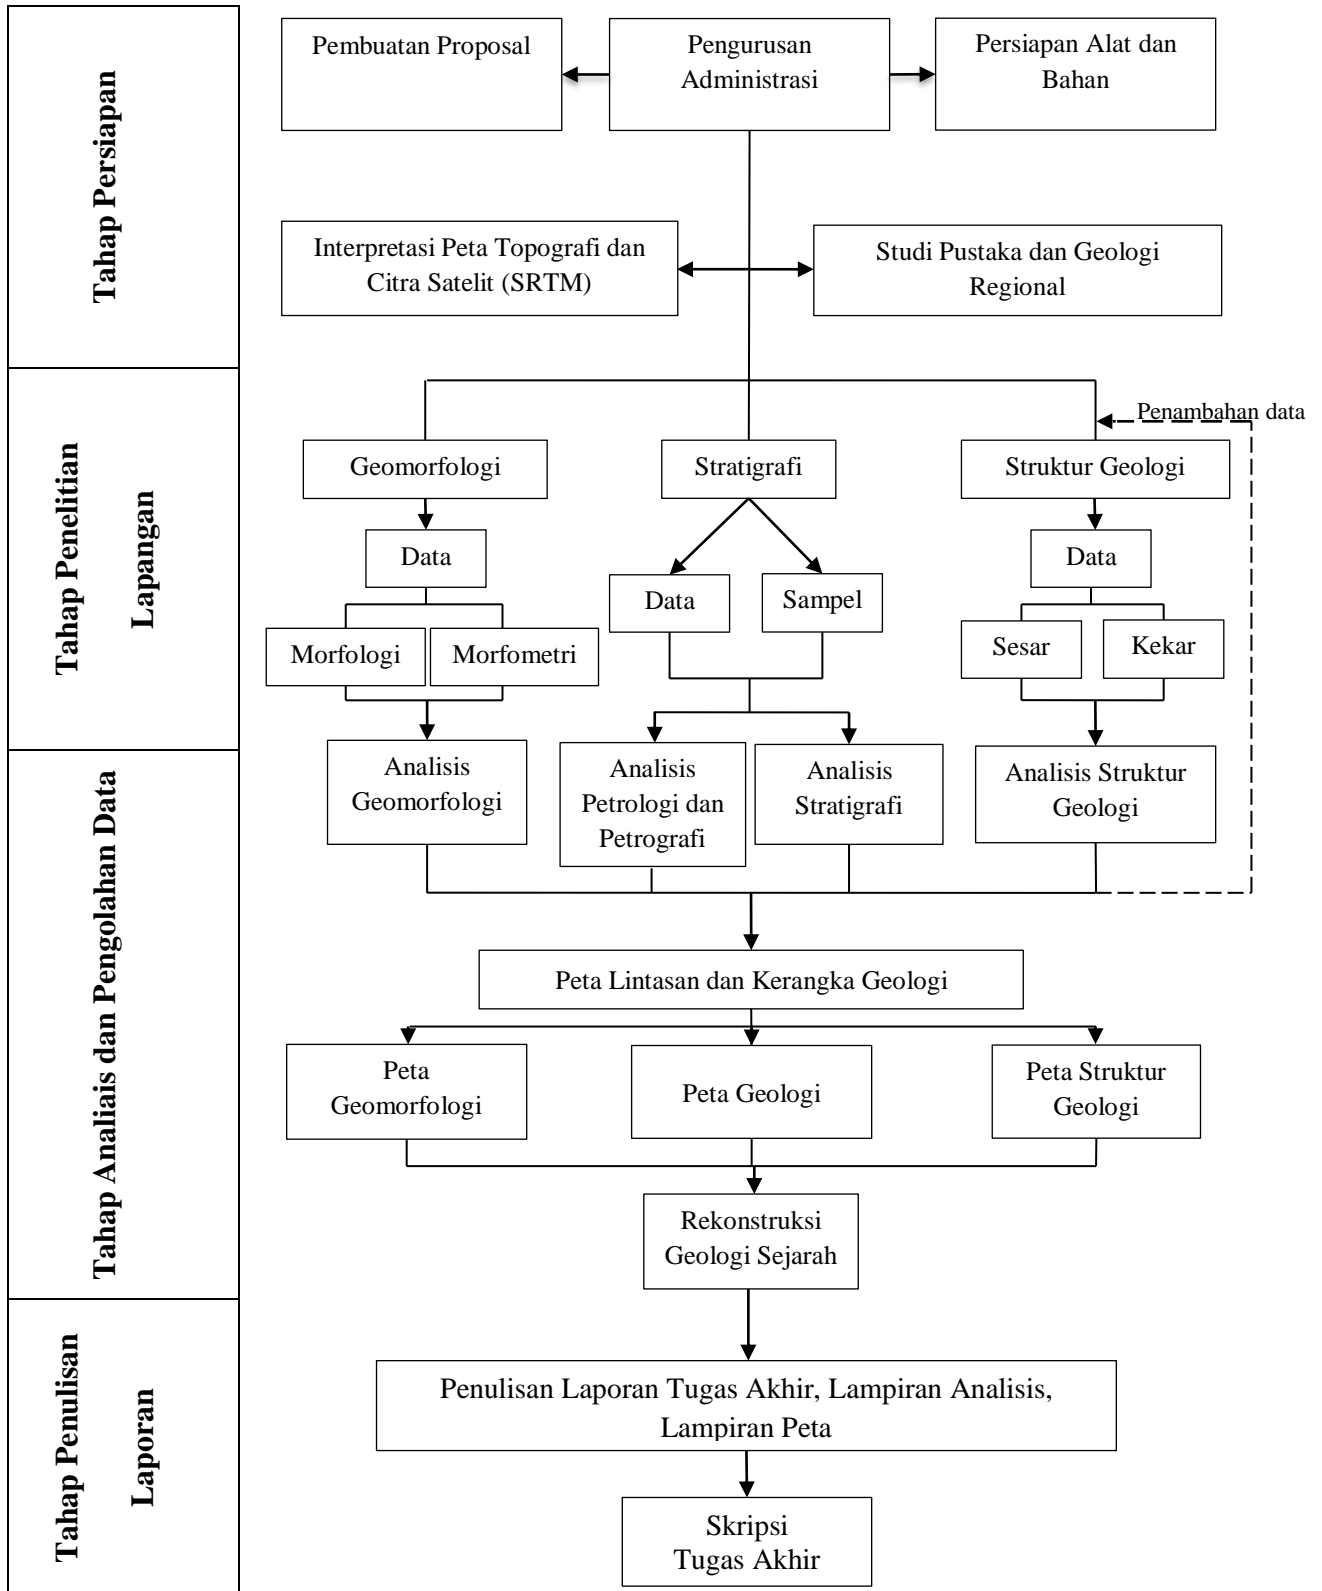 Tahap Persiapan
Pembuatan Proposal
Pengurusan
Administrasi
Persiapan Alat dan
Bahan
Interpretasi Peta Topografi dan
Citra Satelit (SRTM)
Studi Pustaka dan Geologi
Regional
Tahap Penelitian
Lapangan
Penambahan data
Geomorfologi
Stratigrafi
Struktur Geologi
Data
Data
Sampel
Data
Morfologi
Morfometri
Sesar
Kekar
Tahap Analiais dan Pengolahan Data
Analisis
Geomorfologi
Analisis
Petrologi dan
Petrografi
Analisis
Stratigrafi
Analisis Struktur
Geologi
Peta Lintasan dan Kerangka Geologi
Peta
Geomorfologi
Peta Geologi
Peta Struktur
Geologi
Rekonstruksi
Geologi Sejarah
Tahap Penulisan
Laporan
Penulisan Laporan Tugas Akhir, Lampiran Analisis,
Lampiran Peta
Skripsi
Tugas Akhir